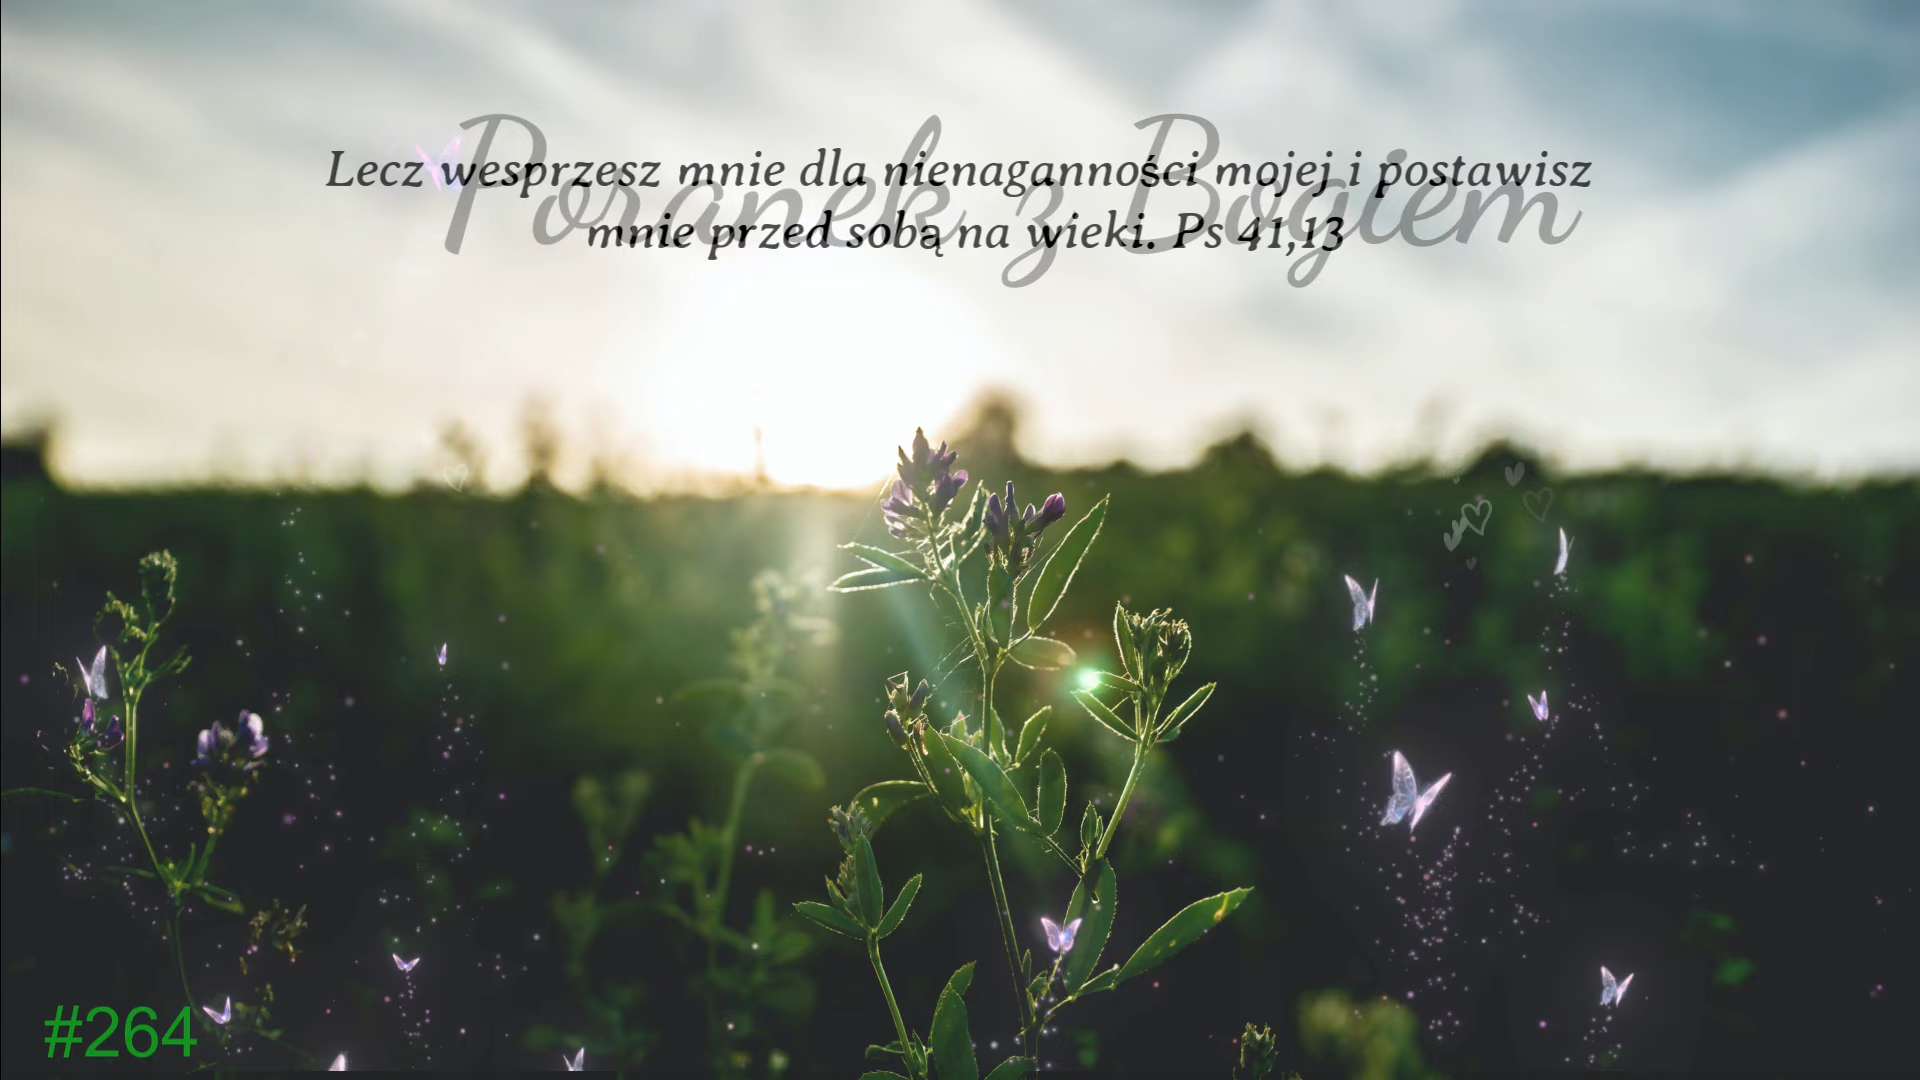 Poranek z Bogiem
Lecz wesprzesz mnie dla nienaganności mojej i postawisz
mnie przed sobą na wieki. Ps 41,13
#264